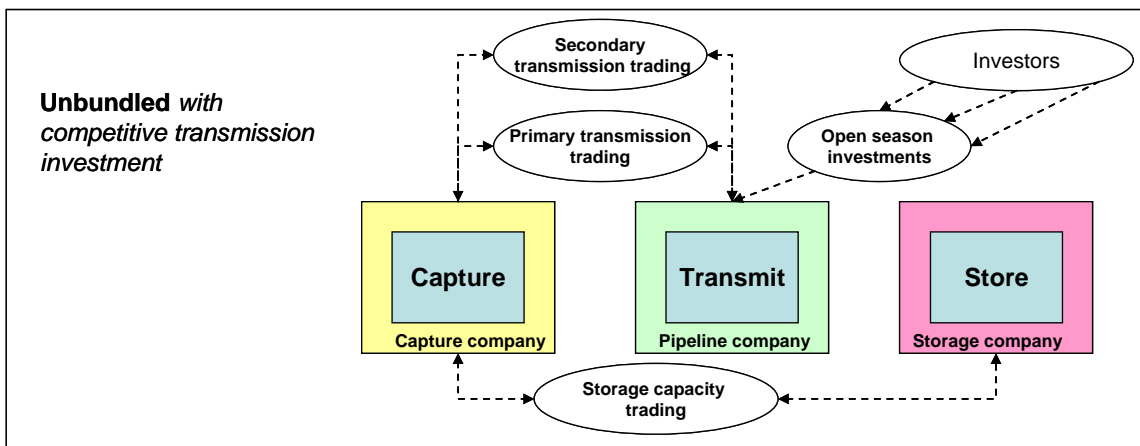 Secondary
transmission trading
Investors
Unbundled with
competitive transmission
investment
Primary transmission
trading
Open season
investments
Capture
Transmit
Store
Capture company
Pipeline company
Storage company
Storage capacity
trading